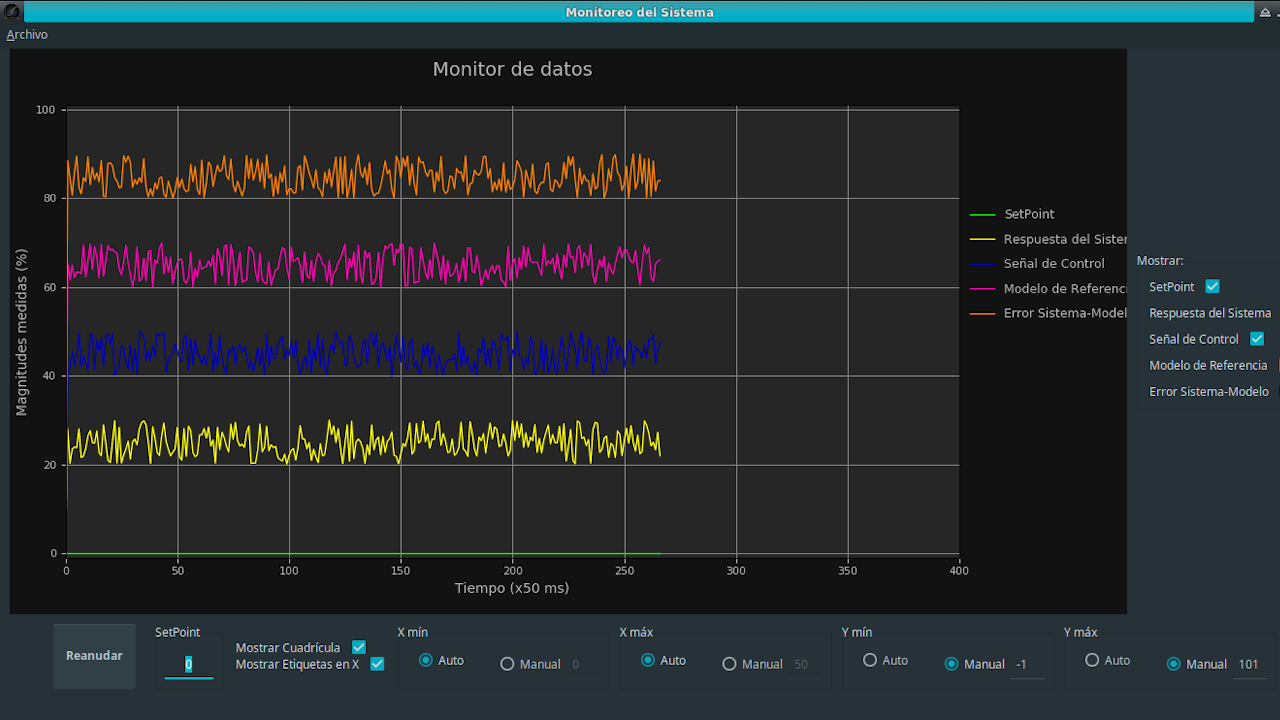 Monitoreo del Sistema
Archivo
Monitor de datos
Magnitudes medidas (%)
100
80
60
40
20
0
0 50 100 150 200 250 300 350 400
Tiempo (x50 ms)
SetPoint
Respuesta del Sister
Señal de Control
Modelo de Referenci
Error Sistema-Model
Mostrar:
SetPoint
Respuesta del Sistema
Señal de Control
Modelo de Referencia
Error Sistema-Modelo
Reanudar
SetPoint
0
Mostrar Cuadrícula
Mostrar Etiquetas en X
X mín
Auto Manual 0
X máx
Auto Manual 50
Y mín
Auto Manual -1
Y máx
Auto Manual 101